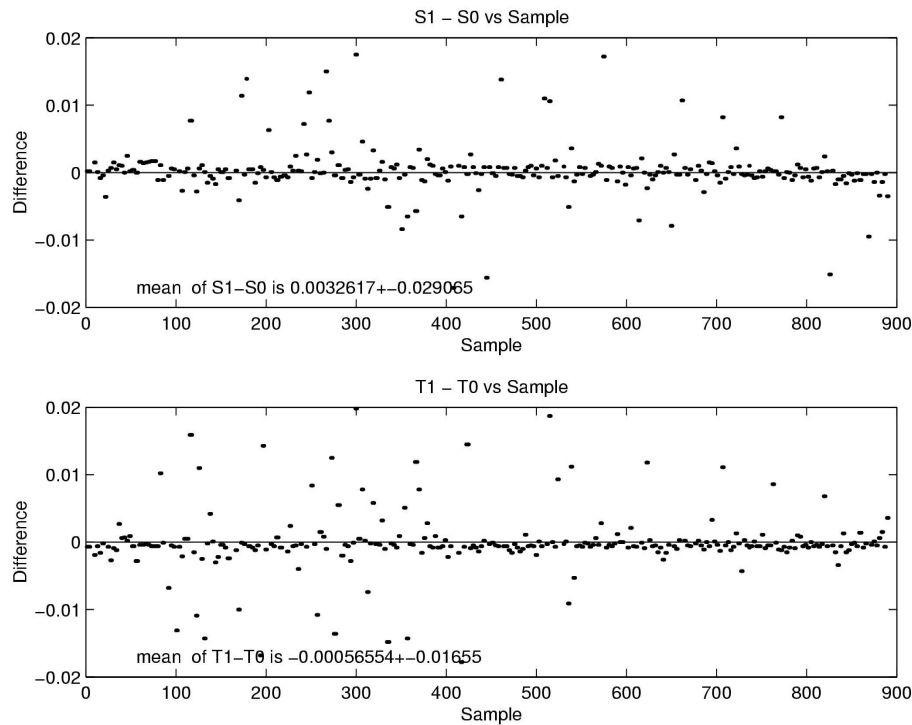 S1 − S0 vs Sample
0.02
0.01
0
−0.01
−0.02
Difference
mean of S1−S0 is 0.0032617+−0.029065
0 100 200 300 400 500 600 700 800 900
Sample
T1 − T0 vs Sample
0.02
0.01
0
−0.01
−0.02
Difference
mean of T1−T0 is −0.00056554+−0.01655
0 100 200 300 400 500 600 700 800 900
Sample